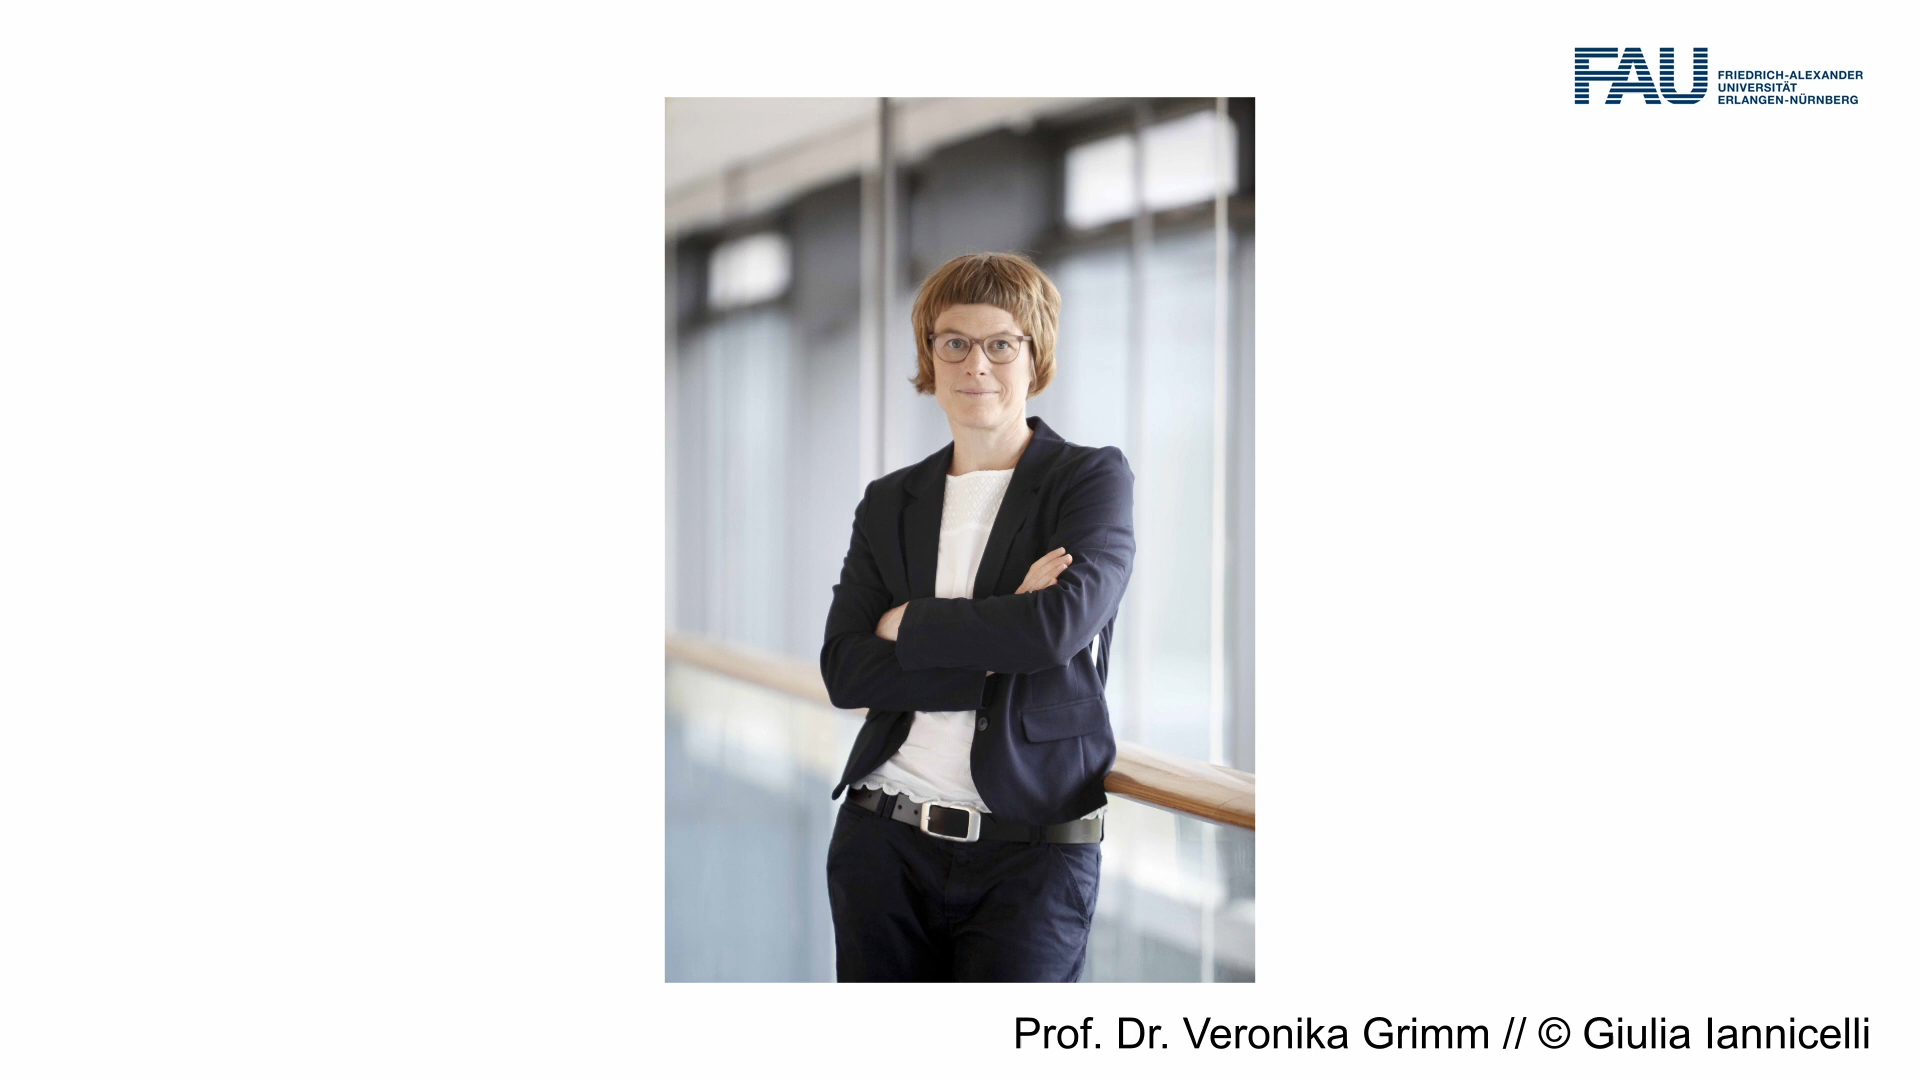 FAU
FRIEDRICH-ALEXANDER
UNIVERSITÄT
ERLANGEN-NÜRNBERG
Prof. Dr. Veronika Grimm // © Giulia Iannicelli